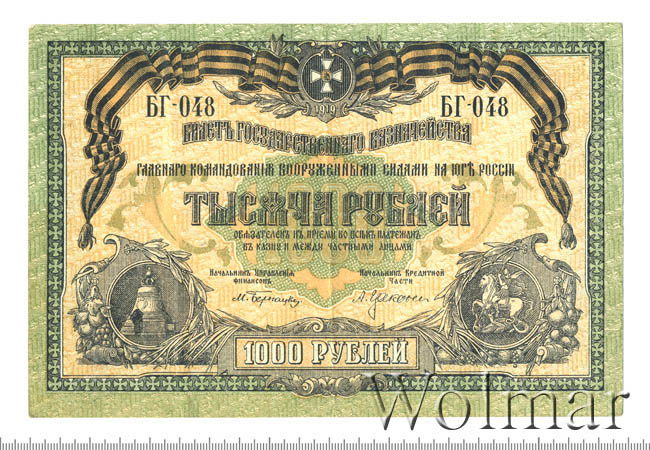 1919
БГ-048 БГ-048
Билетъ Государственнаго Казначейства
Главнаго Командованія Вооруженными Силами на Югѣ Россіи
ТЫСЯЧА РУБЛЕЙ
обязателенъ къ пріему во всѣхъ платежахъ
въ казну и между частными лицами.
Начальникъ Управленія
финансовъ
Начальникъ Кредитной
части
1000 РУБЛЕЙ
Wolmar